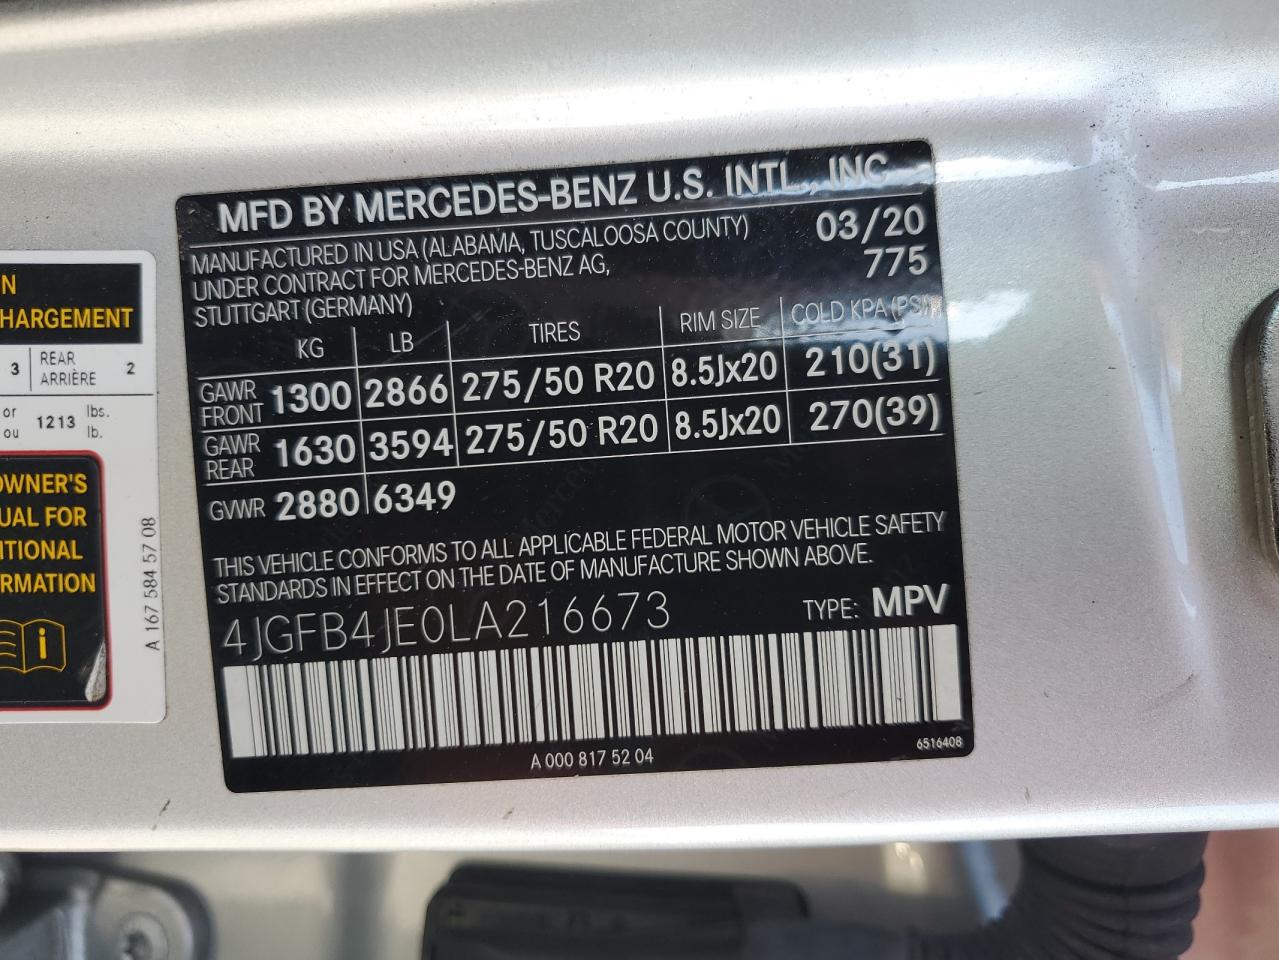 N
HARGEMENT
3 REAR ARRIÈRE 2
or ou 1213 lbs. lb.
OWNER'S
UAL FOR
ITIONAL
ORMATION
A 167 584 57 08
MFD BY MERCEDES-BENZ U.S. INTL., INC
MANUFACTURED IN USA (ALABAMA, TUSCALOOSA COUNTY) 03/20
UNDER CONTRACT FOR MERCEDES-BENZ AG, 775
STUTTGART (GERMANY)
KG LB TIRES RIM SIZE COLD KPA (PSI)
GAWR FRONT 1300 2866 275/50 R20 8.5Jx20 210(31)
GAWR REAR 1630 3594 275/50 R20 8.5Jx20 270(39)
GVWR 2880 6349
THIS VEHICLE CONFORMS TO ALL APPLICABLE FEDERAL MOTOR VEHICLE SAFETY
STANDARDS IN EFFECT ON THE DATE OF MANUFACTURE SHOWN ABOVE.
4JGFB4JE0LA216673 TYPE: MPV
A 000 817 52 04
6516408